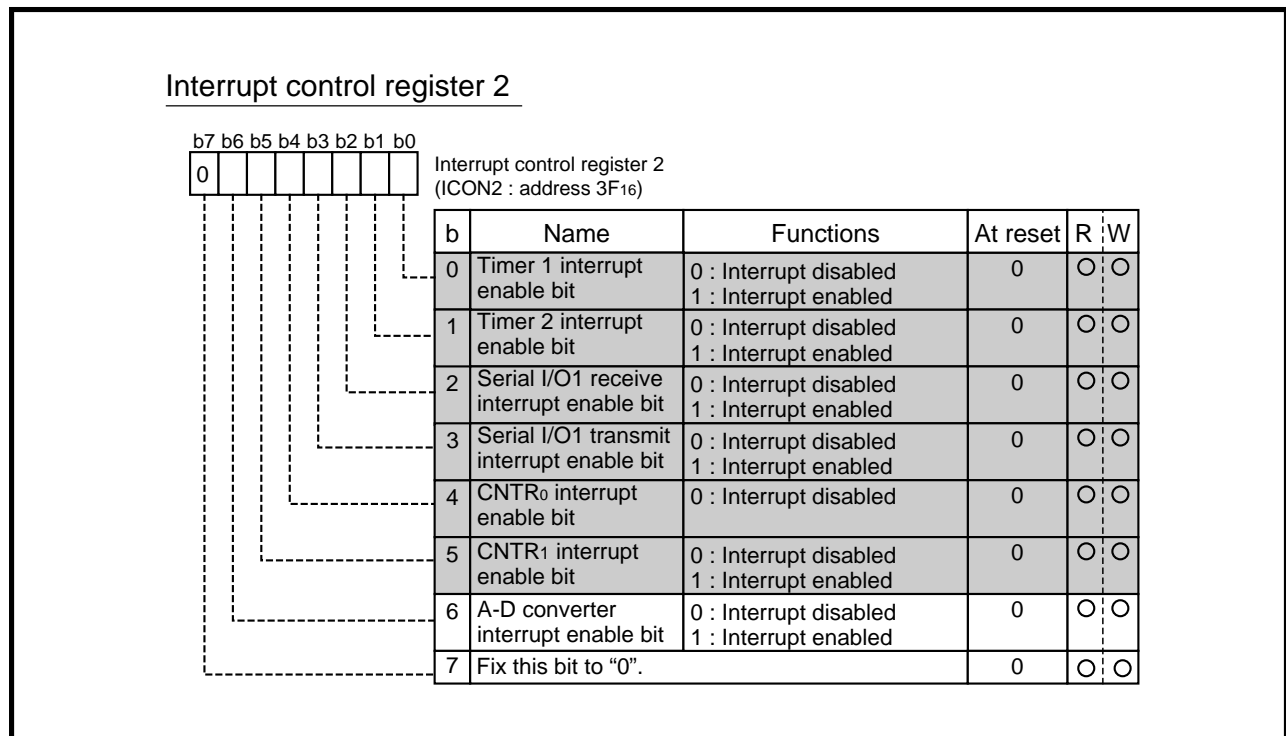 Interrupt control register 2
b7 b6 b5 b4 b3 b2 b1 b0
0
Interrupt control register 2
(ICON2 : address 3F16)
b Name Functions At reset R W
0 Timer 1 interrupt enable bit 0 : Interrupt disabled 0 ○ ○
1 : Interrupt enabled
1 Timer 2 interrupt enable bit 0 : Interrupt disabled 0 ○ ○
1 : Interrupt enabled
2 Serial I/O1 receive interrupt enable bit 0 : Interrupt disabled 0 ○ ○
1 : Interrupt enabled
3 Serial I/O1 transmit interrupt enable bit 0 : Interrupt disabled 0 ○ ○
1 : Interrupt enabled
4 CNTR0 interrupt enable bit 0 : Interrupt disabled 0 ○ ○
5 CNTR1 interrupt enable bit 0 : Interrupt disabled 0 ○ ○
1 : Interrupt enabled
6 A-D converter interrupt enable bit 0 : Interrupt disabled 0 ○ ○
1 : Interrupt enabled
7 Fix this bit to “0”. 0 ○ ○